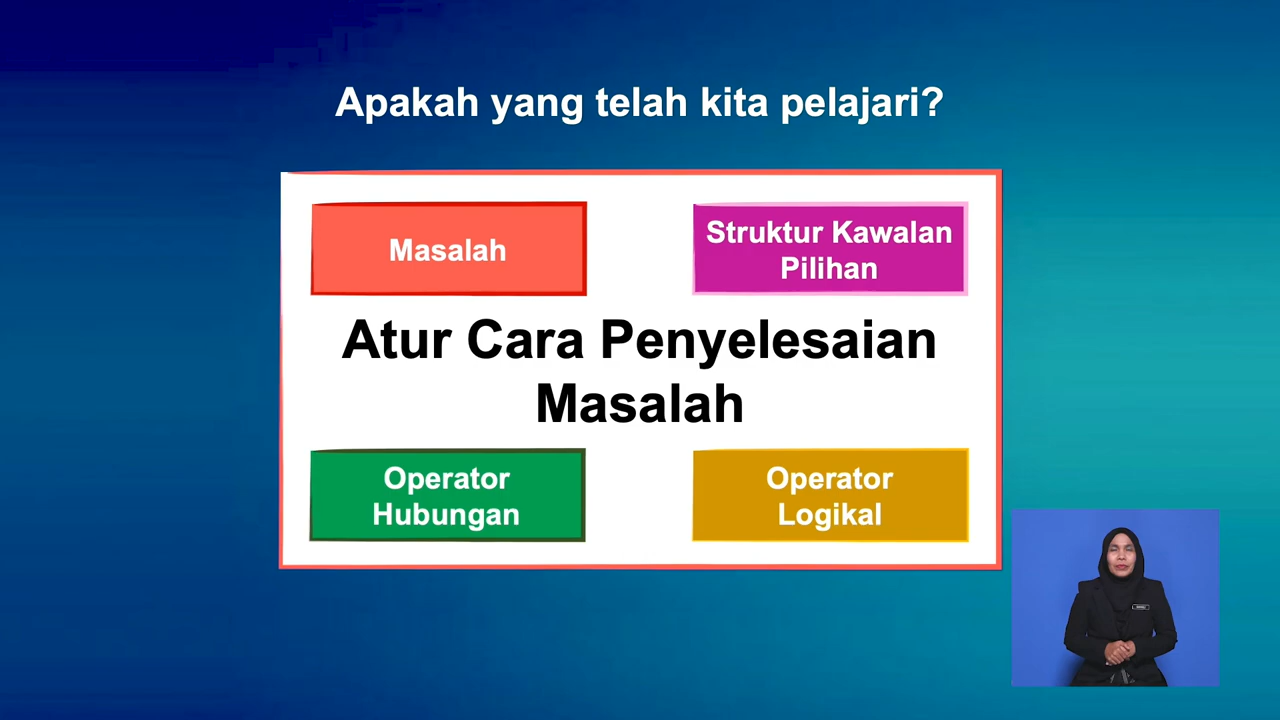 Apakah yang telah kita pelajari?
Masalah
Struktur Kawalan
Pilihan
Atur Cara Penyelesaian
Masalah
Operator
Hubungan
Operator
Logikal